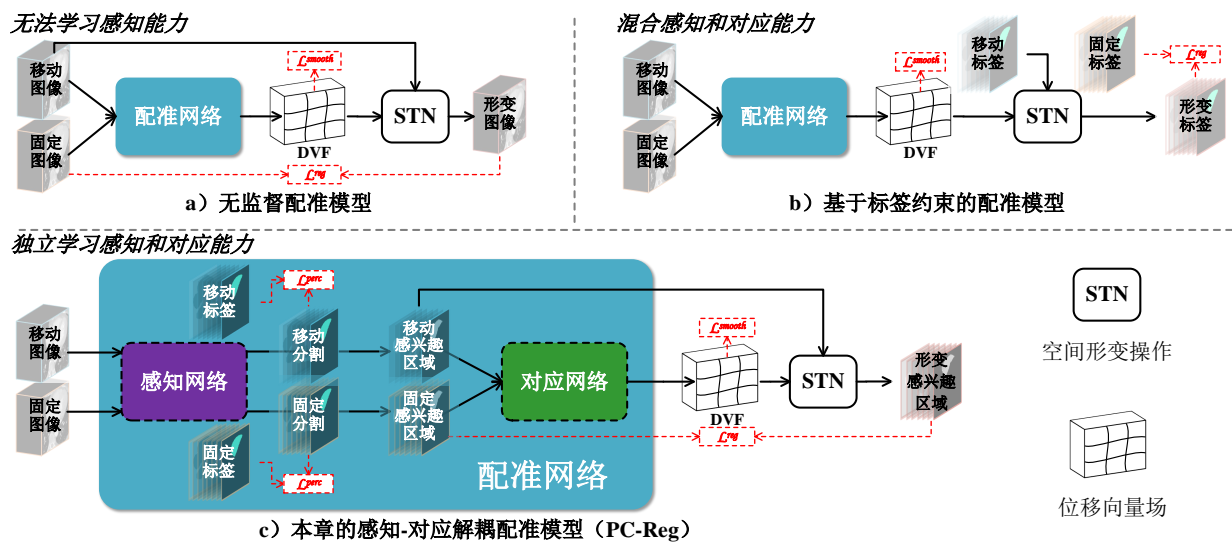 无法学习感知能力
移动
图像
固定
图像
配准网络
ℒsmooth
DVF
STN
形变
图像
ℒreg
a）无监督配准模型
混合感知和对应能力
移动
图像
固定
图像
配准网络
ℒsmooth
DVF
移动
标签
STN
固定
标签
ℒreg
形变
标签
b）基于标签约束的配准模型
独立学习感知和对应能力
移动
图像
固定
图像
感知网络
移动
标签
ℒperc
移动
分割
固定
分割
固定
标签
ℒperc
移动
感兴趣
区域
固定
感兴趣
区域
对应网络
配准网络
ℒsmooth
DVF
STN
形变
感兴趣
区域
ℒreg
c）本章的感知-对应解耦配准模型（PC-Reg）
STN
空间形变操作
位移向量场